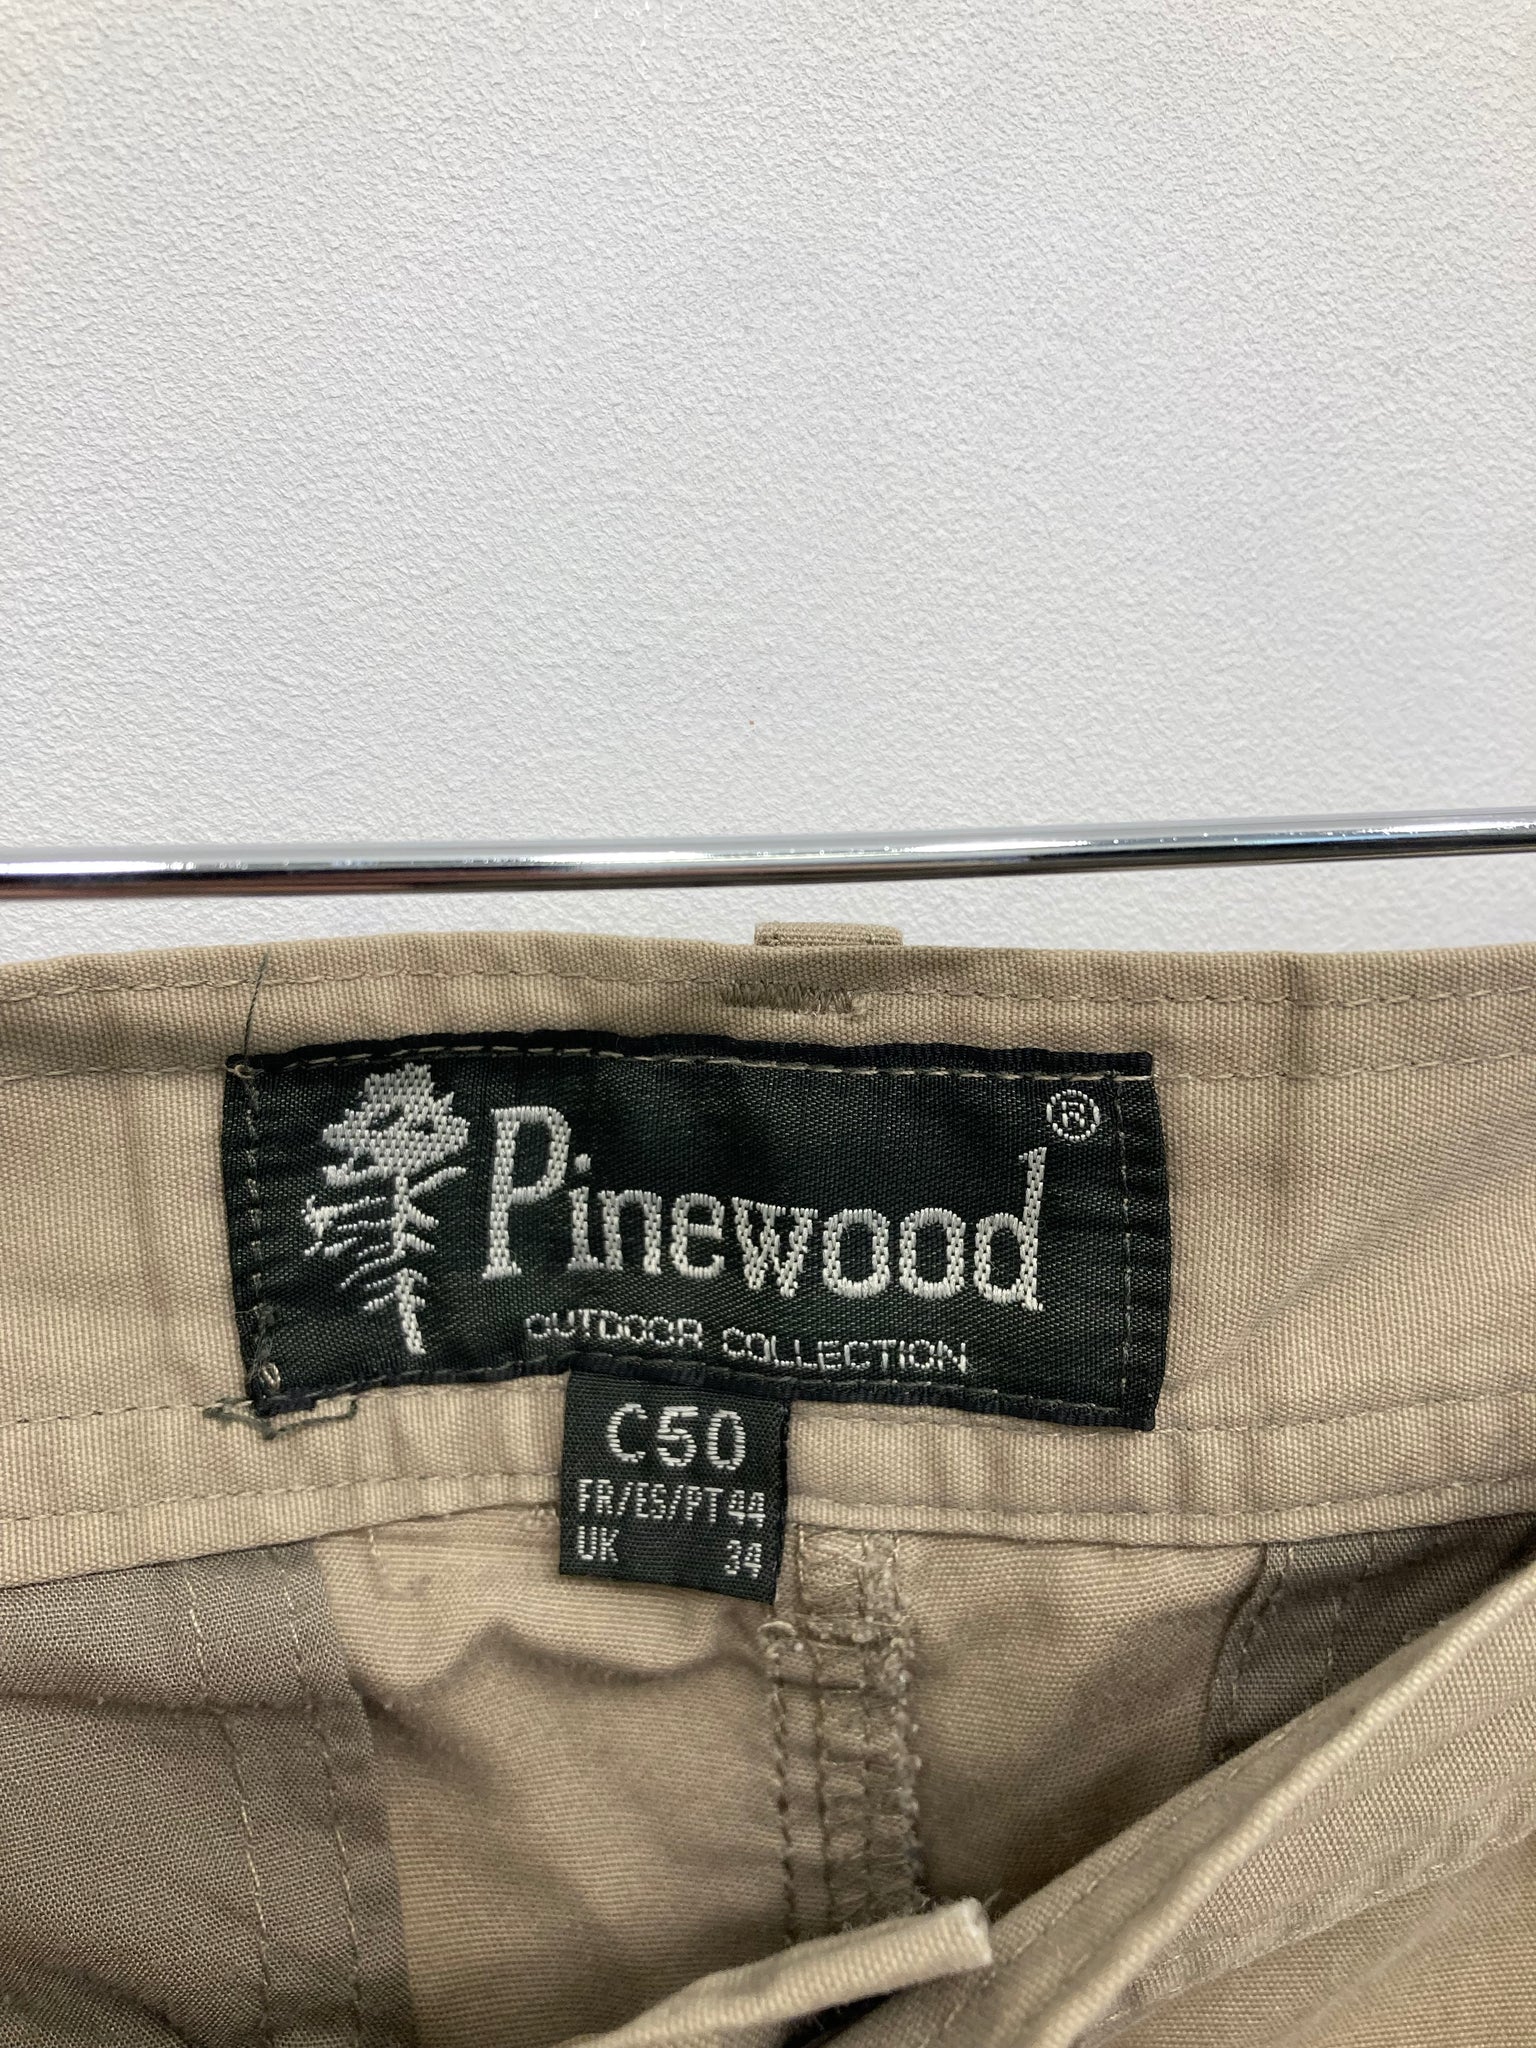 Pinewood ®
OUTDOOR COLLECTION
C50
FR/ES/PT 44
UK 34